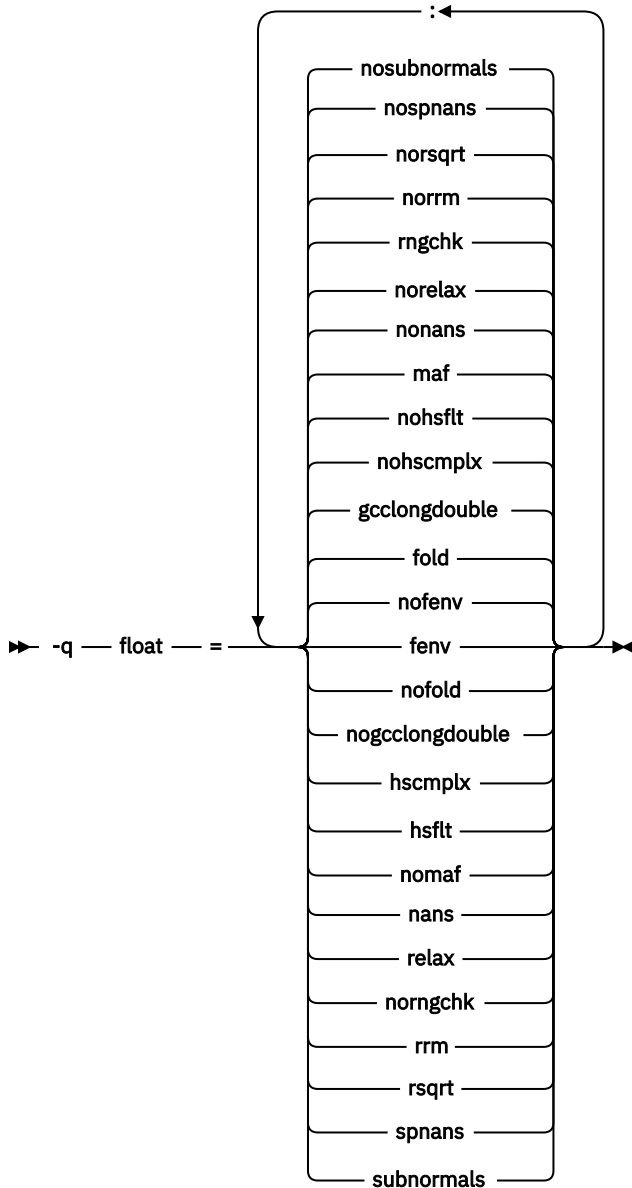 :
nosubnormals
nospnans
norsqrt
norrm
rngchk
norelax
nonans
maf
nohsflt
nohscmplx
gcclongdouble
fold
nofenv
-q float = fenv
nofold
nogcclongdouble
hscmplx
hsflt
nomaf
nans
relax
norngchk
rrm
rsqrt
spnans
subnormals